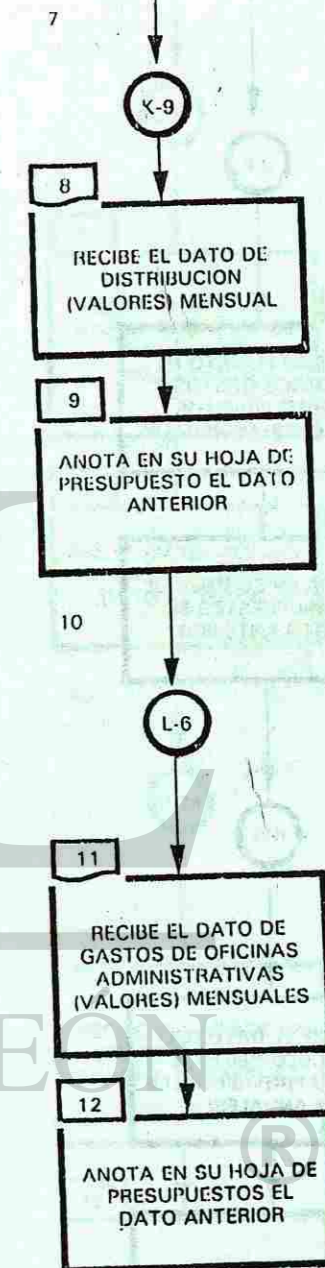 7
K-9
8
RECIBE EL DATO DE
DISTRIBUCION
(VALORES) MENSUAL
9
ANOTA EN SU HOJA DE
PRESUPUESTO EL DATO
ANTERIOR
10
L-6
11
RECIBE EL DATO DE
GASTOS DE OFICINAS
ADMINISTRATIVAS
(VALORES) MENSUALES
EÓN
12
®
ANOTA EN SU HOJA DE
PRESUPUESTOS EL
DATO ANTERIOR